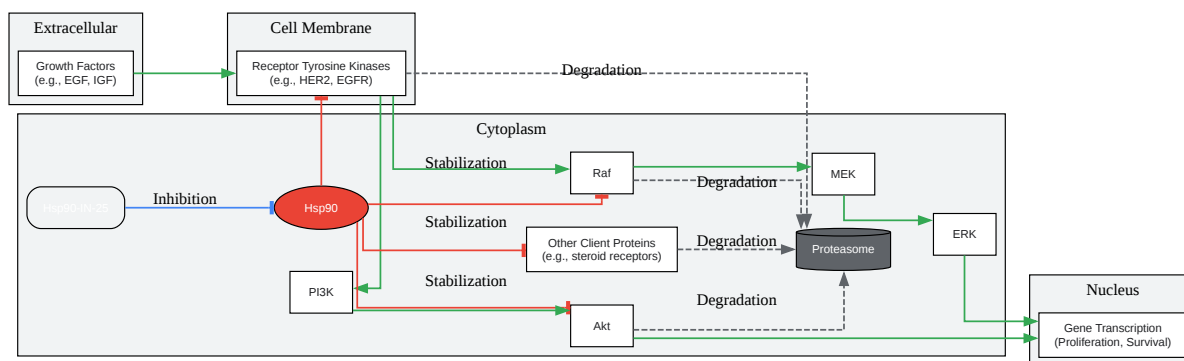 Extracellular
Cell Membrane
Growth Factors
(e.g., EGF, IGF)
Receptor Tyrosine Kinases
(e.g., HER2, EGFR)
Degradation
Cytoplasm
Stabilization
Raf
MEK
Degradation
Hsp90-IN-25
Inhibition
Hsp90
Stabilization
Other Client Proteins
(e.g., steroid receptors)
Degradation
Proteasome
ERK
PI3K
Stabilization
Akt
Degradation
Nucleus
Gene Transcription
(Proliferation, Survival)